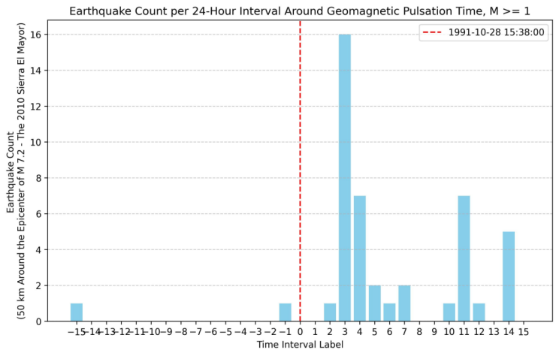 Earthquake Count per 24-Hour Interval Around Geomagnetic Pulsation Time, M >= 1
1991-10-28 15:38:00
Earthquake Count
(50 km Around the Epicenter of M 7.2 - The 2010 Sierra El Mayor)
16
14
12
10
8
6
4
2
0
−15 −14 −13 −12 −11 −10 −9 −8 −7 −6 −5 −4 −3 −2 −1 0 1 2 3 4 5 6 7 8 9 10 11 12 13 14 15
Time Interval Label